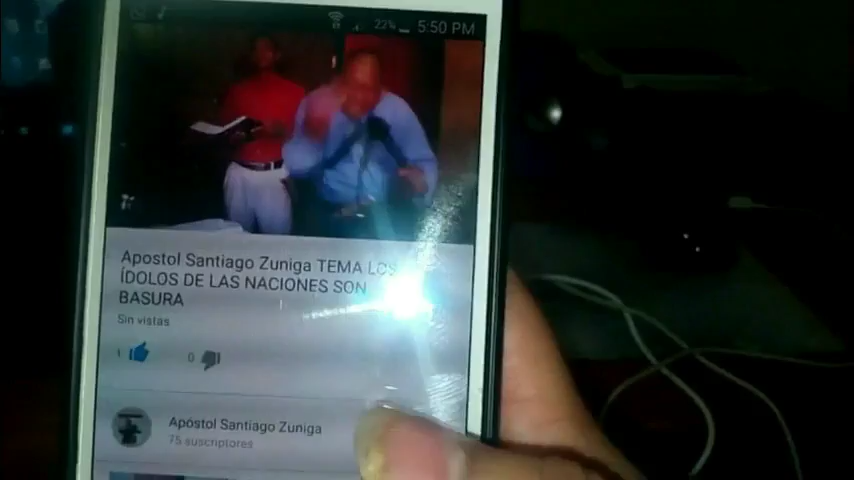 22% 5:50 PM
Apostol Santiago Zuniga TEMA LOS
ÍDOLOS DE LAS NACIONES SON
BASURA
Sin vistas
1 0
Apóstol Santiago Zuniga
75 suscriptores